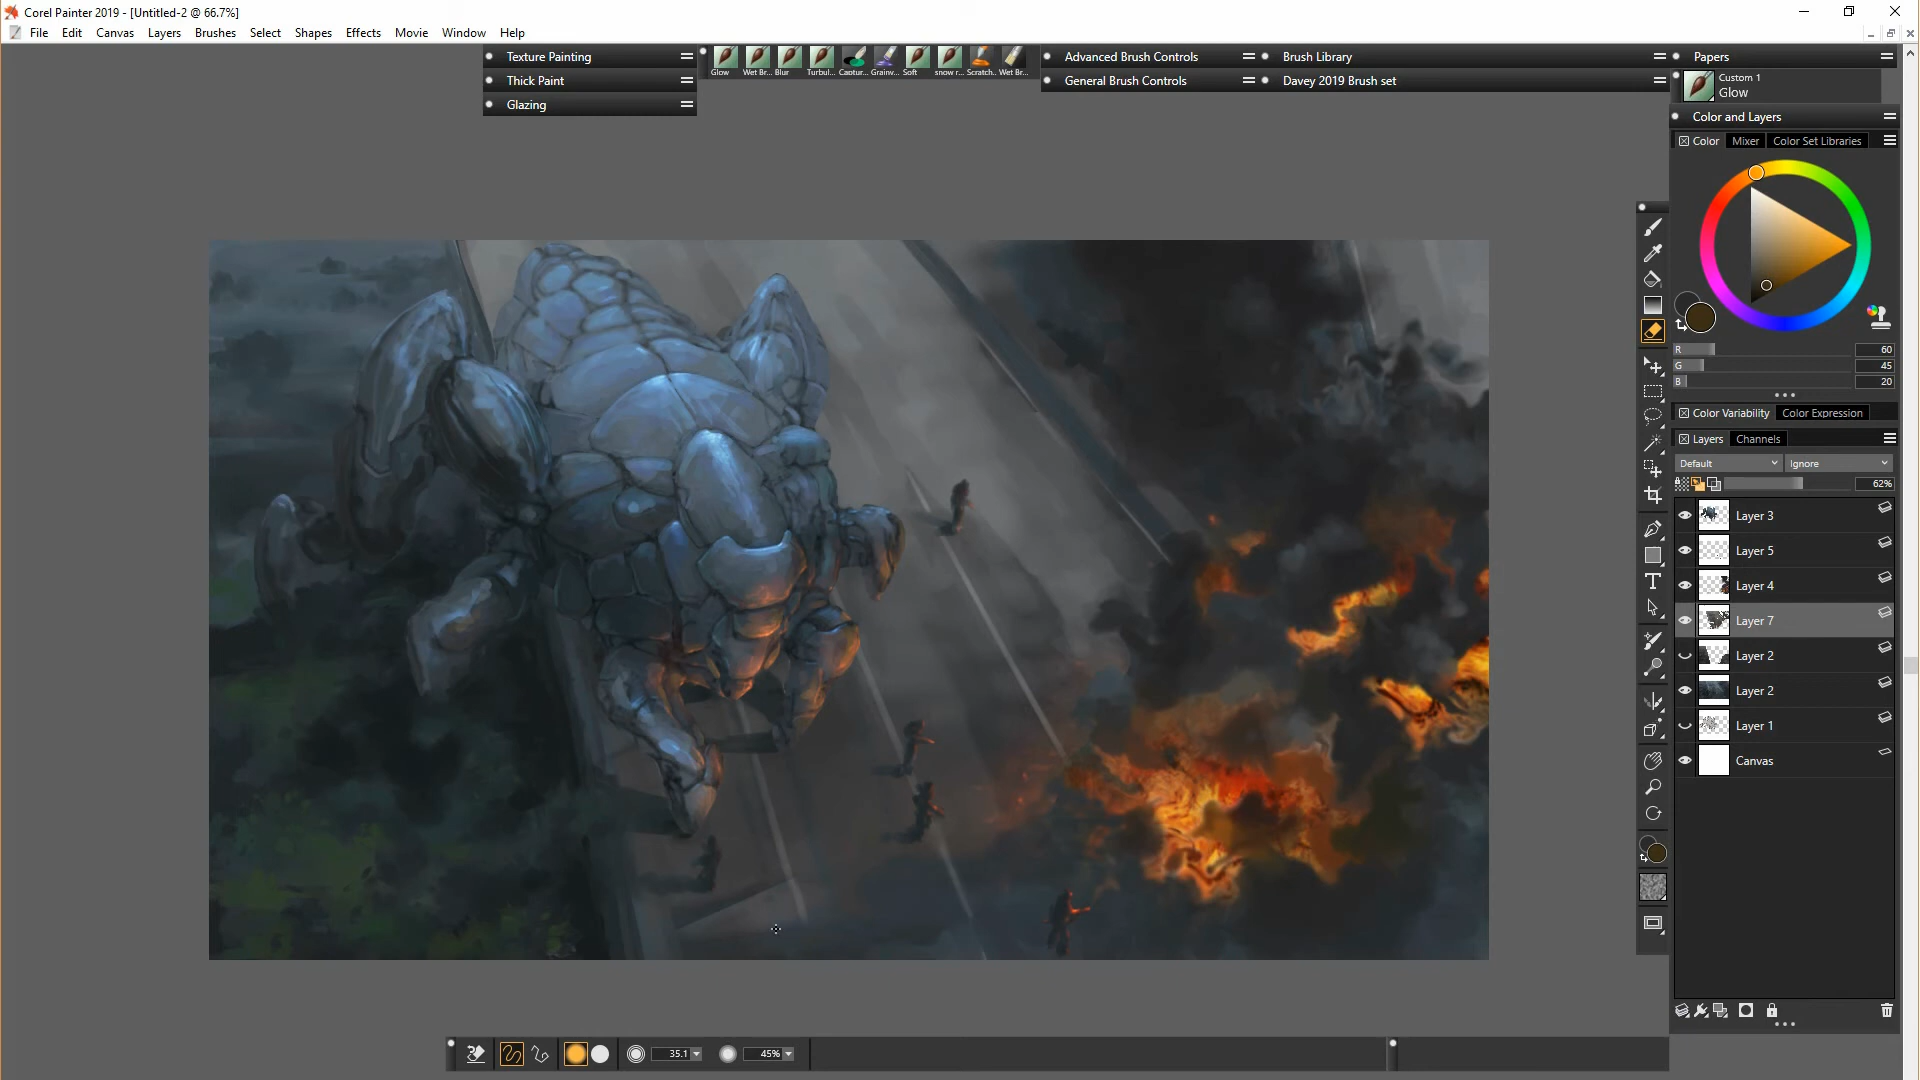 Corel Painter 2019 - [Untitled-2 @ 66.7%]
File Edit Canvas Layers Brushes Select Shapes Effects Movie Window Help
Texture Painting
Thick Paint
Glazing
Glow Wet Br... Blur Turbul... Captur... Grainv... Soft snow r... Scratch... Wet Br...
Advanced Brush Controls
General Brush Controls
Brush Library
Davey 2019 Brush set
Papers
Custom 1
Glow
Color and Layers
Color Mixer Color Set Libraries
R 60
G 45
B 20
Color Variability Color Expression
Layers Channels
Default Ignore
62%
Layer 3
Layer 5
Layer 4
Layer 7
Layer 2
Layer 2
Layer 1
Canvas
T
35.1 45%